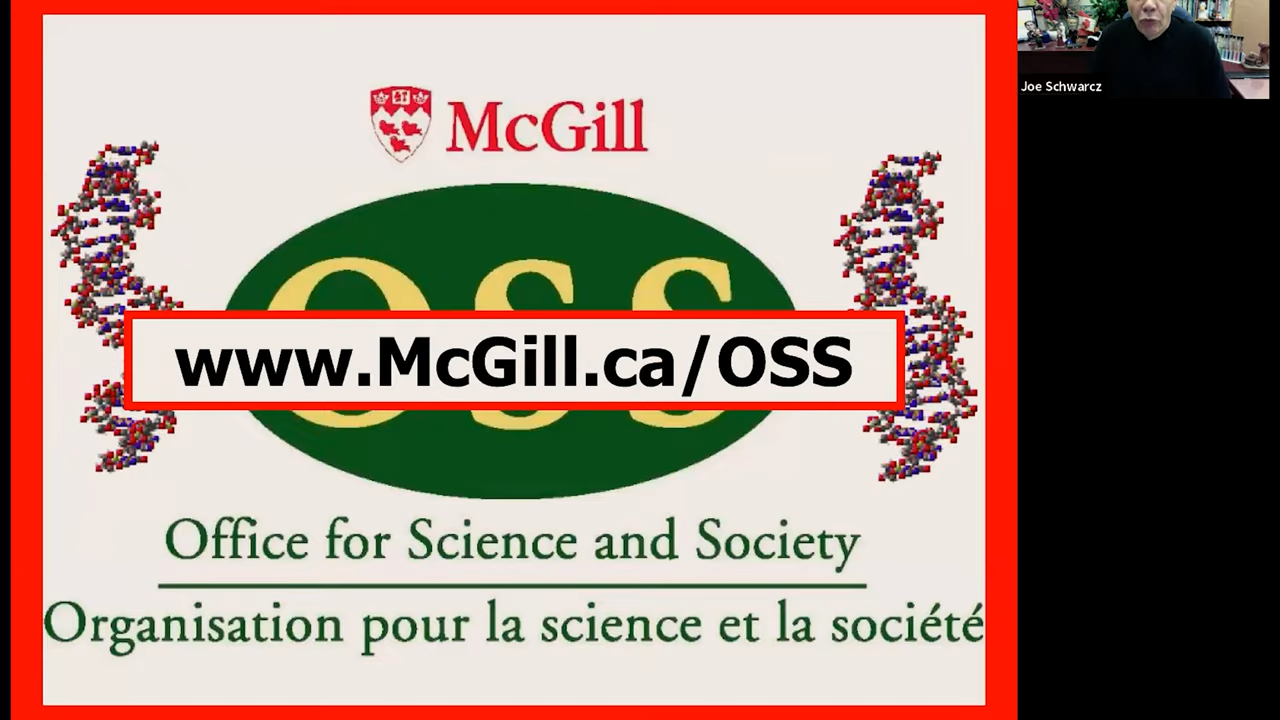 McGill
OSS
www.McGill.ca/OSS
Office for Science and Society
Organisation pour la science et la société
Joe Schwarcz